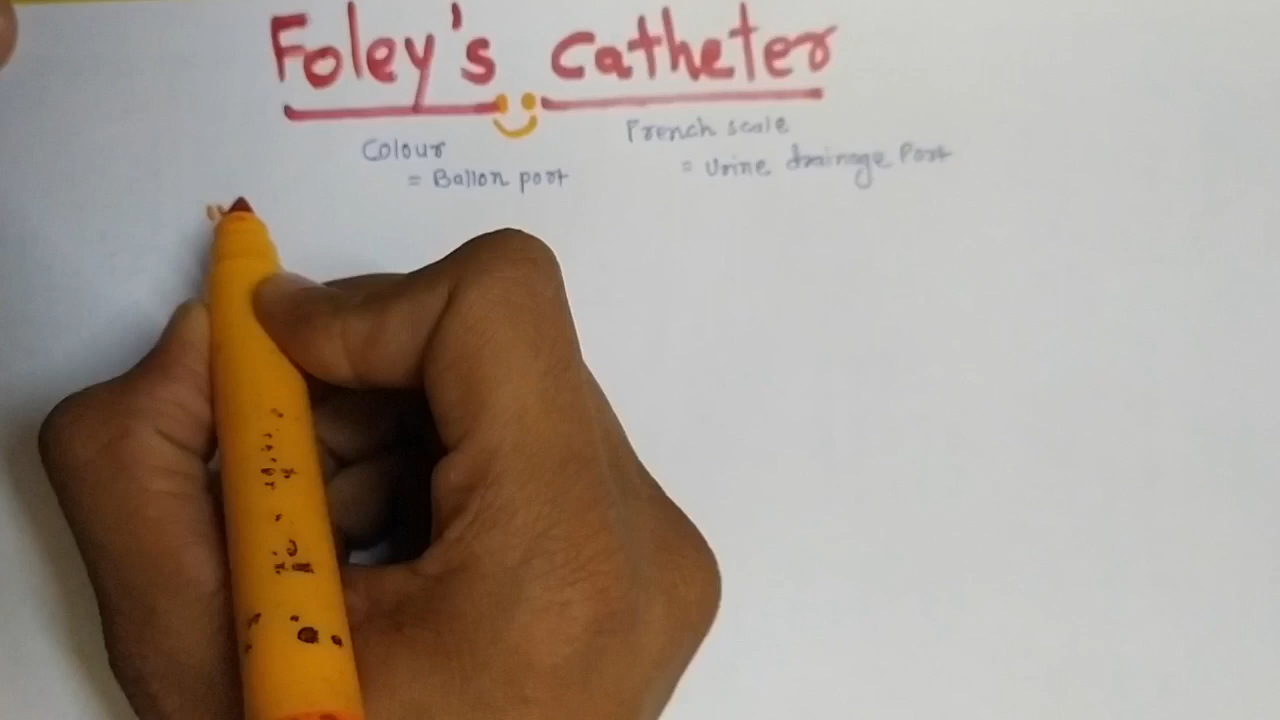 Foley's Catheter
Colour
= Ballon port
French scale
= Urine drainage Port